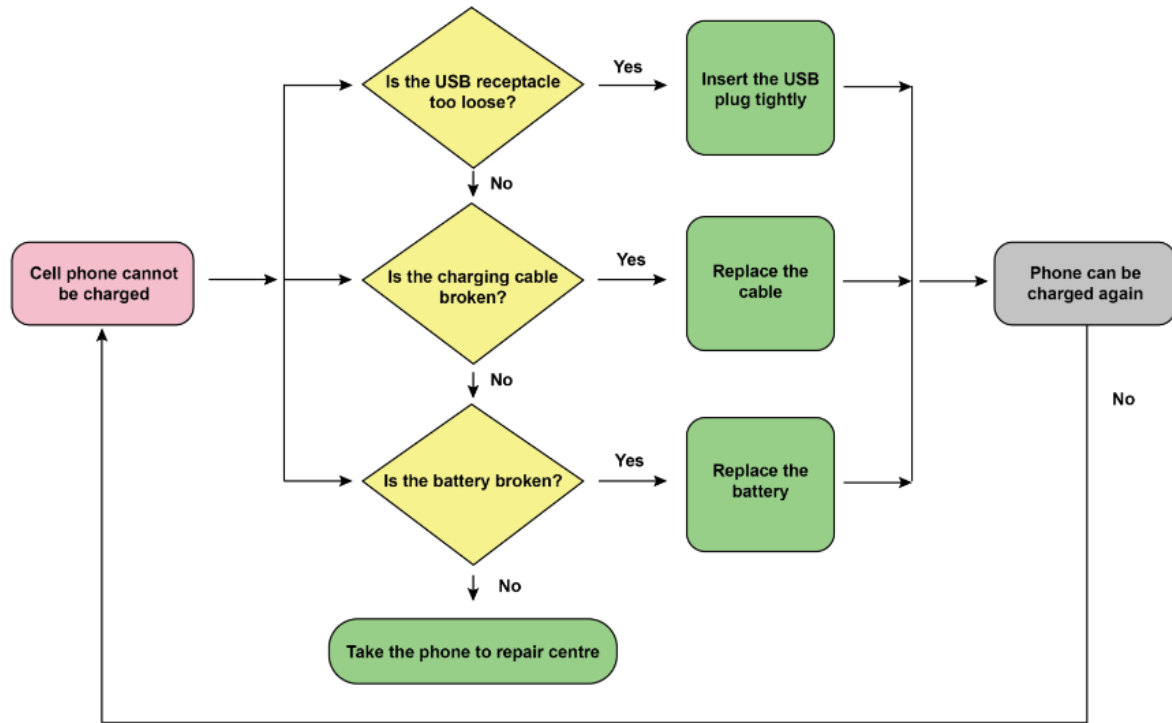 Is the USB receptacle
too loose?
Yes
Insert the USB
plug tightly
No
Cell phone cannot
be charged
Is the charging cable
broken?
Yes
Replace the
cable
Phone can be
charged again
No
No
Is the battery broken?
Yes
Replace the
battery
No
Take the phone to repair centre